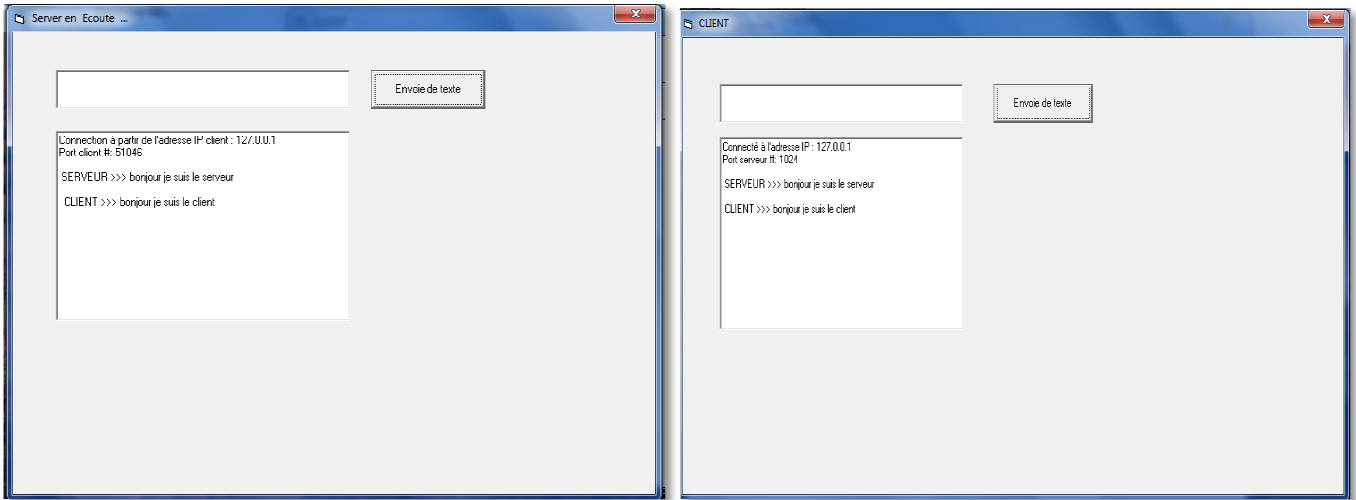 Server en Ecoute ...
Envoie de texte
Connection à partir de l'adresse IP client : 127.0.0.1
Port client #: 51046
SERVEUR >>> bonjour je suis le serveur
CLIENT >>> bonjour je suis le client
CLIENT
Envoie de texte
Connecté à l'adresse IP : 127.0.0.1
Port serveur #: 1024
SERVEUR >>> bonjour je suis le serveur
CLIENT >>> bonjour je suis le client